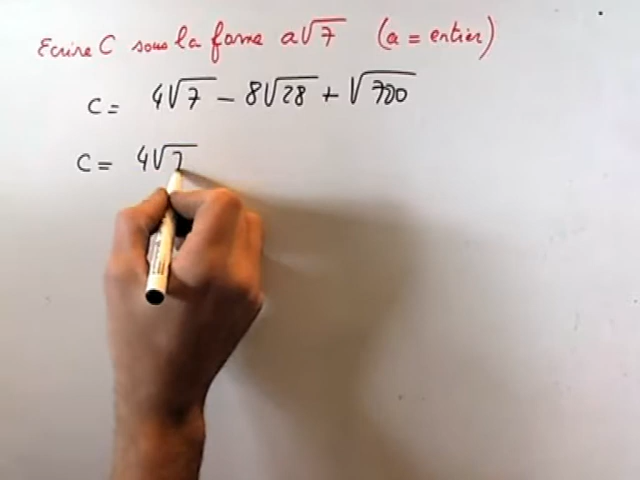 Ecrire C sous la forme a√7 (a = entier)
C = 4√7 - 8√28 + √700
C = 4√7